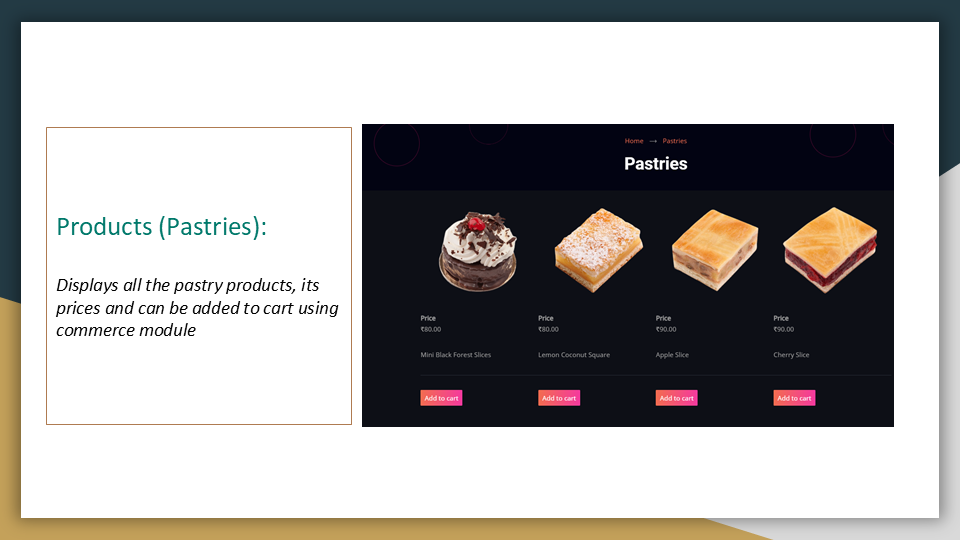 Products (Pastries):
Displays all the pastry products, its
prices and can be added to cart using
commerce module
Home → Pastries
Pastries
Price Price Price Price
₹80.00 ₹80.00 ₹90.00 ₹90.00
Mini Black Forest Slices Lemon Coconut Square Apple Slice Cherry Slice
Add to cart Add to cart Add to cart Add to cart